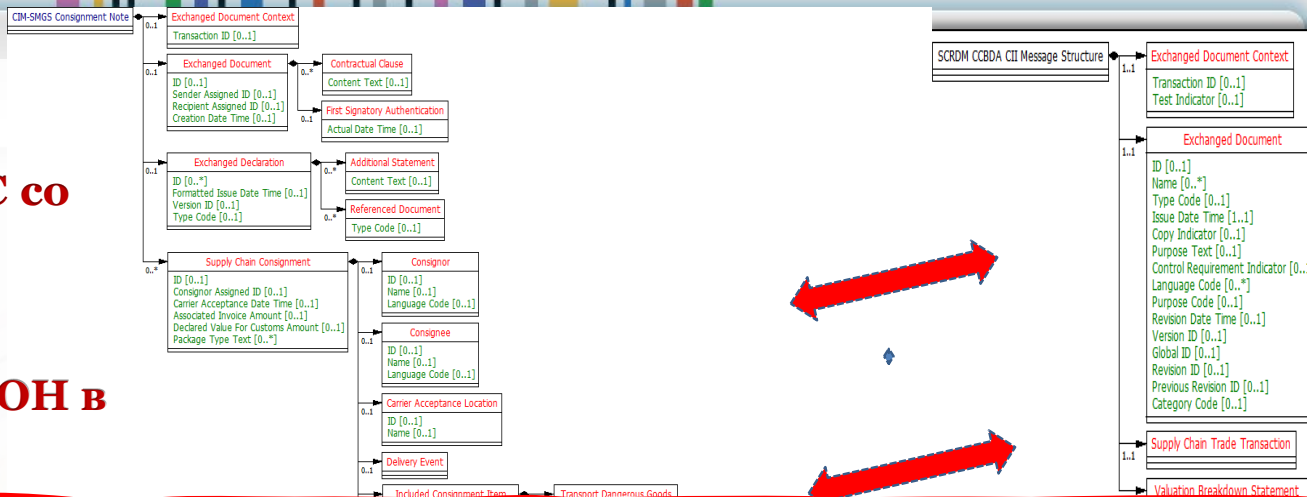 CIM-SMGS Consignment Note
0..1
Exchanged Document Context
Transaction ID [0..1]
0..1
Exchanged Document
ID [0..1]
Sender Assigned ID [0..1]
Recipient Assigned ID [0..1]
Creation Date Time [0..1]
0..*
Contractual Clause
Content Text [0..1]
0..1
First Signatory Authentication
Actual Date Time [0..1]
0..1
Exchanged Declaration
ID [0..*]
Formatted Issue Date Time [0..1]
Version ID [0..1]
Type Code [0..1]
0..*
Additional Statement
Content Text [0..1]
0..*
Referenced Document
Type Code [0..1]
0..*
Supply Chain Consignment
ID [0..1]
Consignor Assigned ID [0..1]
Carrier Acceptance Date Time [0..1]
Associated Invoice Amount [0..1]
Declared Value For Customs Amount [0..1]
Package Type Text [0..*]
0..1
Consignor
ID [0..1]
Name [0..1]
Language Code [0..1]
0..1
Consignee
ID [0..1]
Name [0..1]
Language Code [0..1]
0..1
Carrier Acceptance Location
ID [0..1]
Name [0..1]
0..1
Delivery Event
Included Consignment Item
Transport Dangerous Goods
со
ОН в
SCRDM CCBDA CII Message Structure
1..1
Exchanged Document Context
Transaction ID [0..1]
Test Indicator [0..1]
1..1
Exchanged Document
ID [0..1]
Name [0..*]
Type Code [0..1]
Issue Date Time [1..1]
Copy Indicator [0..1]
Purpose Text [0..1]
Control Requirement Indicator [0..1
Language Code [0..*]
Purpose Code [0..1]
Revision Date Time [0..1]
Version ID [0..1]
Global ID [0..1]
Revision ID [0..1]
Previous Revision ID [0..1]
Category Code [0..1]
1..1
Supply Chain Trade Transaction
Valuation Breakdown Statement